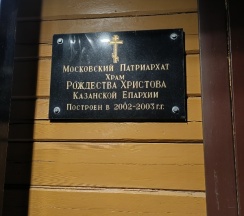 Московский Патриархат
Храм
Рождества Христова
Казанской Епархии
Построен в 2002-2003 г.г.